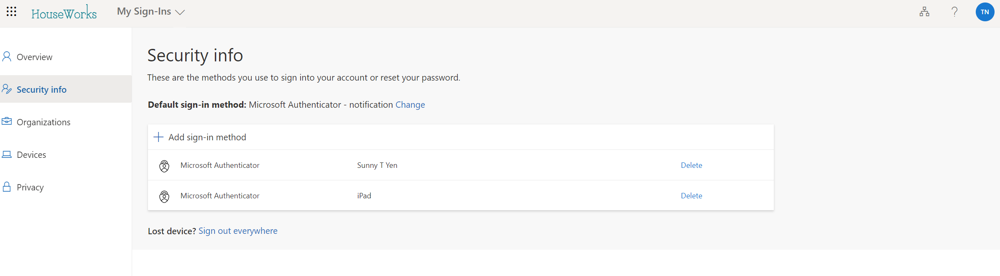 HouseWorks
My Sign-Ins
?
TN
Overview
Security info
Organizations
Devices
Privacy
Security info
These are the methods you use to sign into your account or reset your password.
Default sign-in method: Microsoft Authenticator - notification Change
Add sign-in method
Microsoft Authenticator Sunny T Yen Delete
Microsoft Authenticator iPad Delete
Lost device? Sign out everywhere